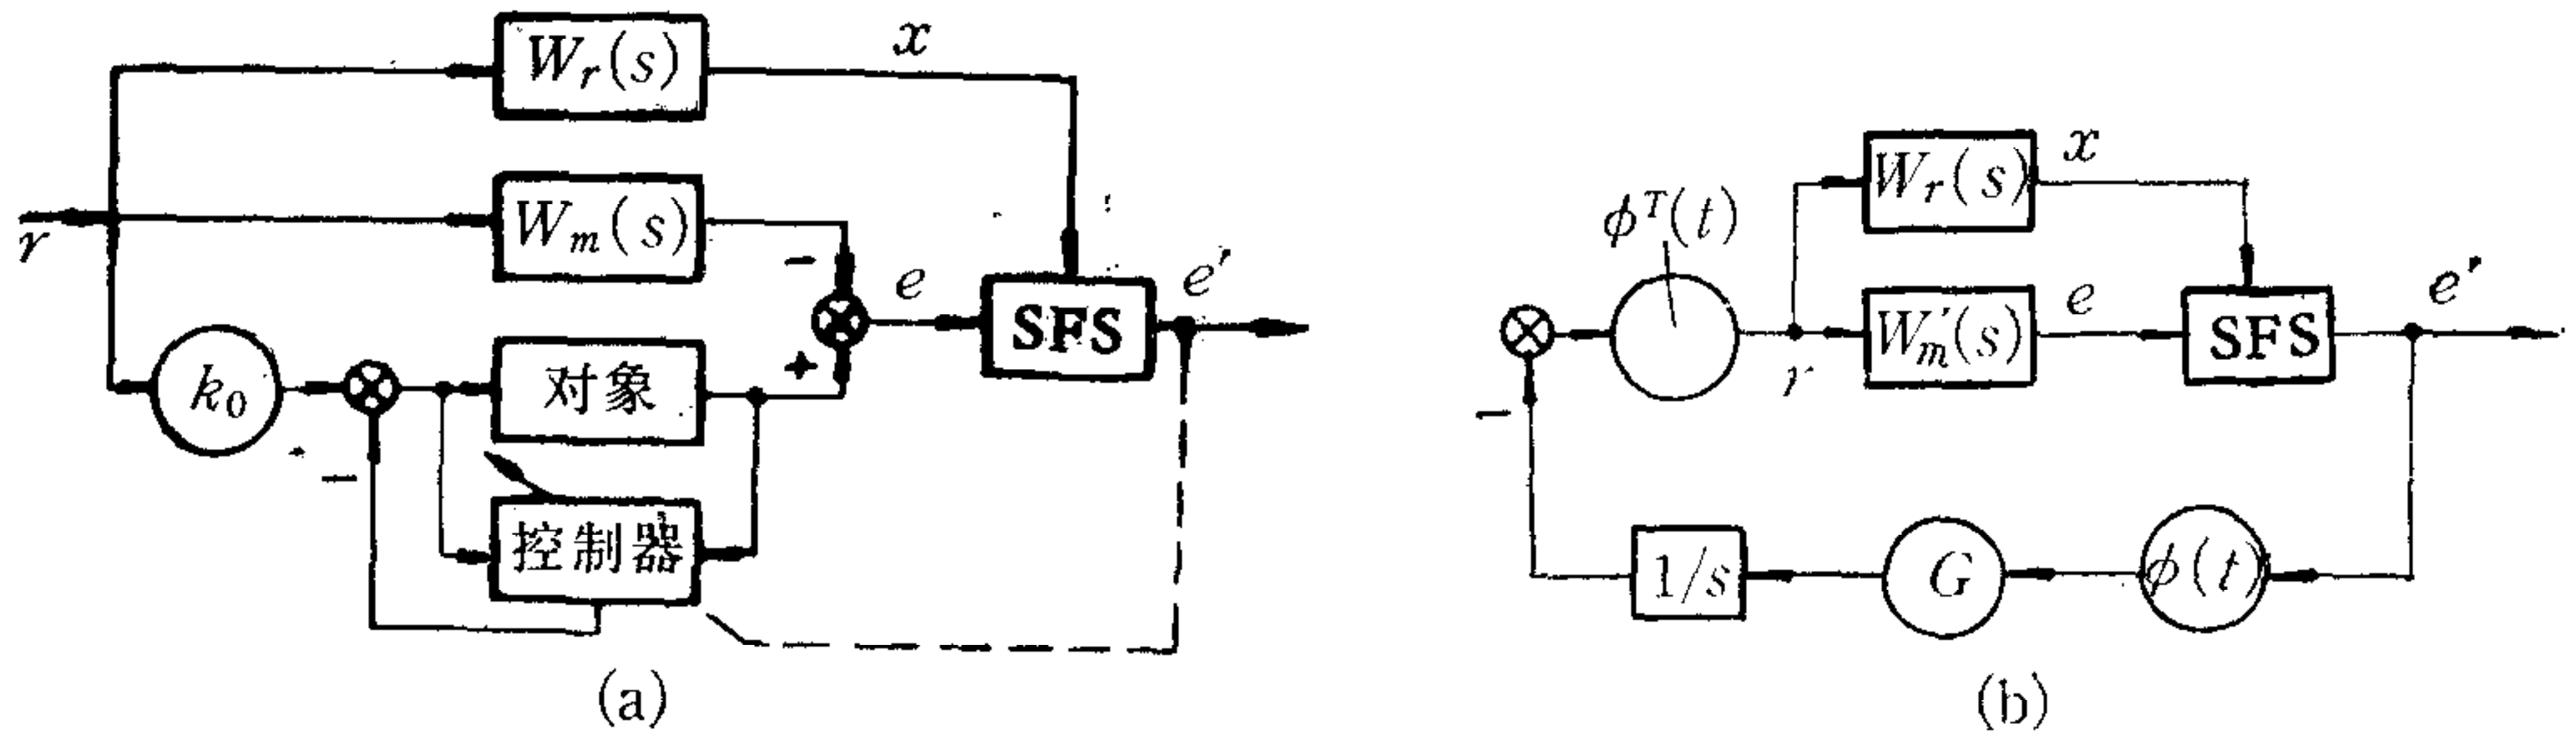 W_r(s)
x
r
W_m(s)
−
e
SFS
e′
+
k_0
对象
−
控制器
(a)
W_r(s)
x
φ^T(t)
r
W_m′(s)
e
SFS
e′
−
1/s
G
φ(t)
(b)